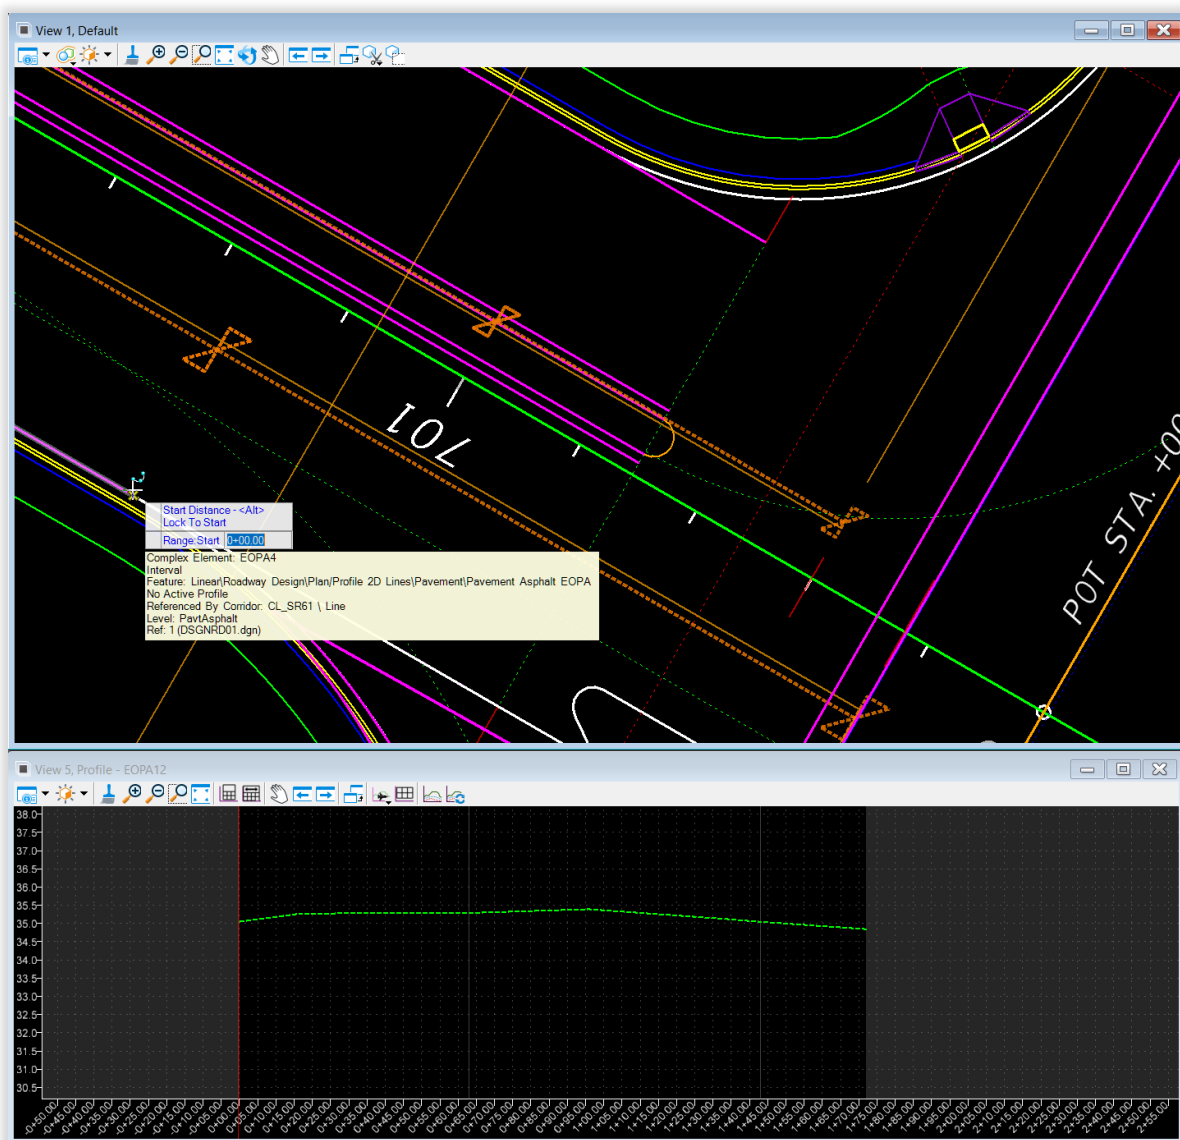 View 1, Default
701
POT STA. +00
Start Distance - <Alt>
Lock To Start
Range: Start 0+00.00
Complex Element: EOPA4
Interval
Feature: Linear\Roadway Design\Plan/Profile 2D Lines\Pavement\Pavement Asphalt EOPA
No Active Profile
Referenced By Corridor: CL_SR61 \ Line
Level: PavtAsphalt
Ref: 1 (DSGNRD01.dgn)
View 5, Profile - EOPA12
38.0
37.5
37.0
36.5
36.0
35.5
35.0
34.5
34.0
33.5
33.0
32.5
32.0
31.5
31.0
30.5
-0+50.00 -0+45.00 -0+40.00 -0+35.00 -0+30.00 -0+25.00 -0+20.00 -0+15.00 -0+10.00 -0+05.00 0+00.00 0+05.00 0+10.00 0+15.00 0+20.00 0+25.00 0+30.00 0+35.00 0+40.00 0+45.00 0+50.00 0+55.00 0+60.00 0+65.00 0+70.00 0+75.00 0+80.00 0+85.00 0+90.00 0+95.00 1+00.00 1+05.00 1+10.00 1+15.00 1+20.00 1+25.00 1+30.00 1+35.00 1+40.00 1+45.00 1+50.00 1+55.00 1+60.00 1+65.00 1+70.00 1+75.00 1+80.00 1+85.00 1+90.00 1+95.00 2+00.00 2+05.00 2+10.00 2+15.00 2+20.00 2+25.00 2+30.00 2+35.00 2+40.00 2+45.00 2+50.00 2+55.00